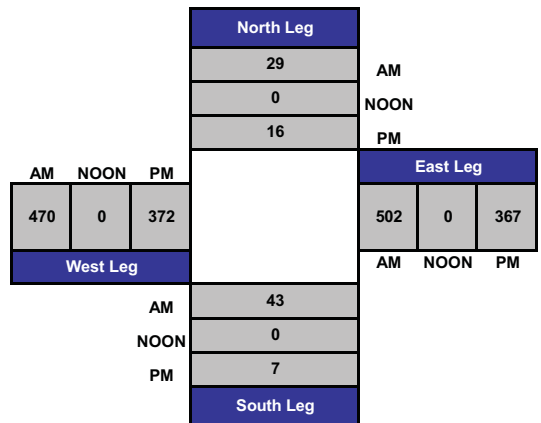 North Leg
29 AM
0 NOON
16 PM
AM NOON PM
East Leg
470 0 372
502 0 367
West Leg
AM NOON PM
AM 43
NOON 0
PM 7
South Leg